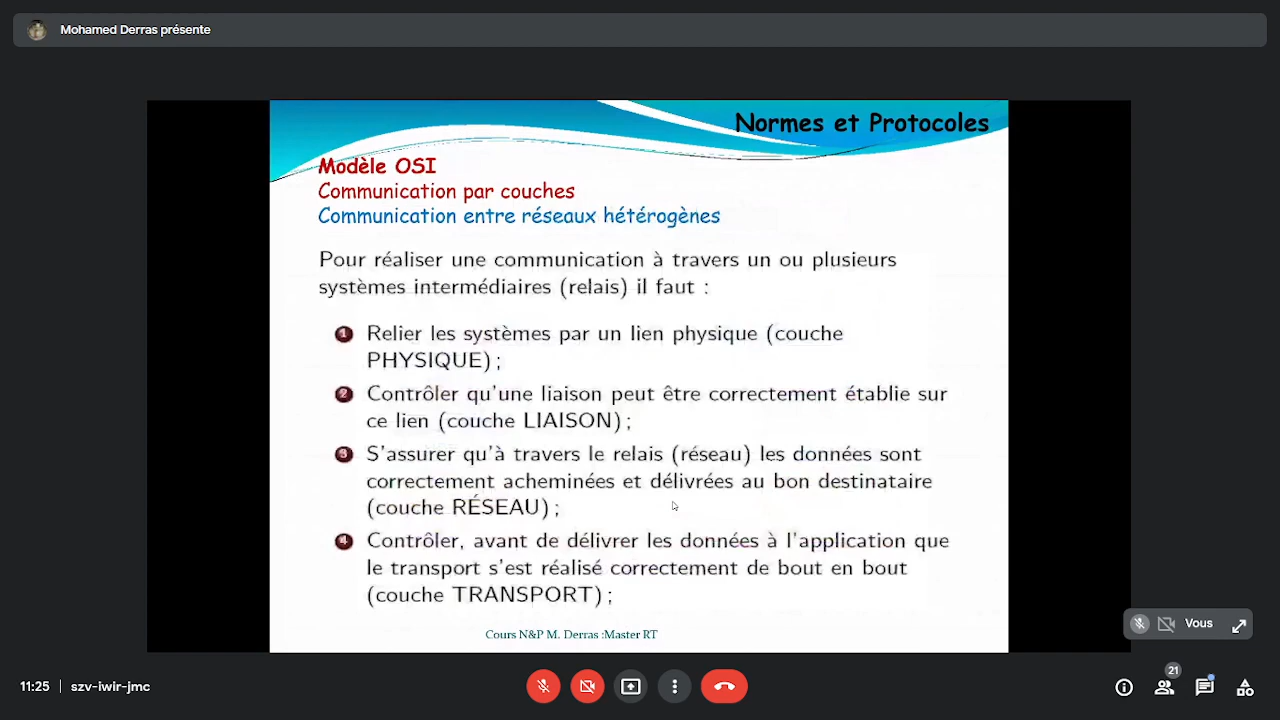 Mohamed Derras présente
Normes et Protocoles
Modèle OSI
Communication par couches
Communication entre réseaux hétérogènes
Pour réaliser une communication à travers un ou plusieurs
systèmes intermédiaires (relais) il faut :
1 Relier les systèmes par un lien physique (couche
PHYSIQUE) ;
2 Contrôler qu'une liaison peut être correctement établie sur
ce lien (couche LIAISON) ;
3 S'assurer qu'à travers le relais (réseau) les données sont
correctement acheminées et délivrées au bon destinataire
(couche RÉSEAU) ;
4 Contrôler, avant de délivrer les données à l'application que
le transport s'est réalisé correctement de bout en bout
(couche TRANSPORT) ;
Cours N&P M. Derras :Master RT
Vous
21
11:25 | szv-iwir-jmc